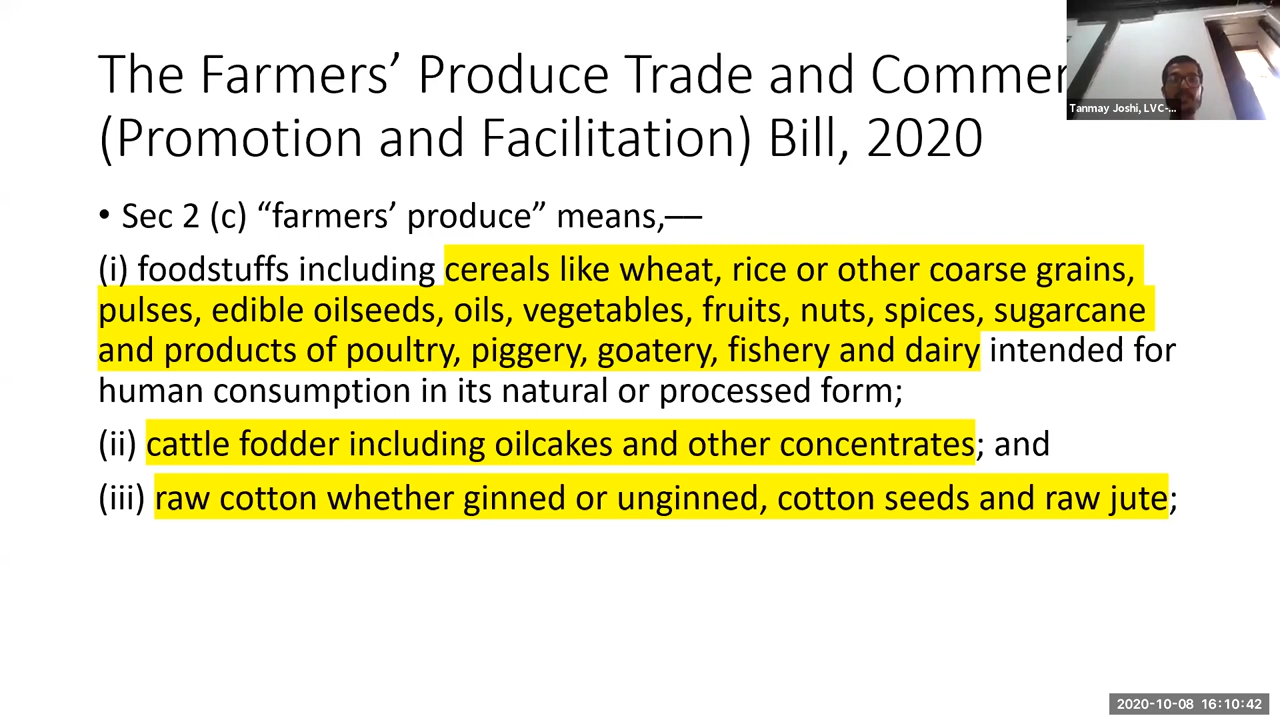 The Farmers’ Produce Trade and Commer
(Promotion and Facilitation) Bill, 2020
Tanmay Joshi, LVC-...
• Sec 2 (c) “farmers’ produce” means,––
(i) foodstuffs including cereals like wheat, rice or other coarse grains,
pulses, edible oilseeds, oils, vegetables, fruits, nuts, spices, sugarcane
and products of poultry, piggery, goatery, fishery and dairy intended for
human consumption in its natural or processed form;
(ii) cattle fodder including oilcakes and other concentrates; and
(iii) raw cotton whether ginned or unginned, cotton seeds and raw jute;
2020-10-08 16:10:42